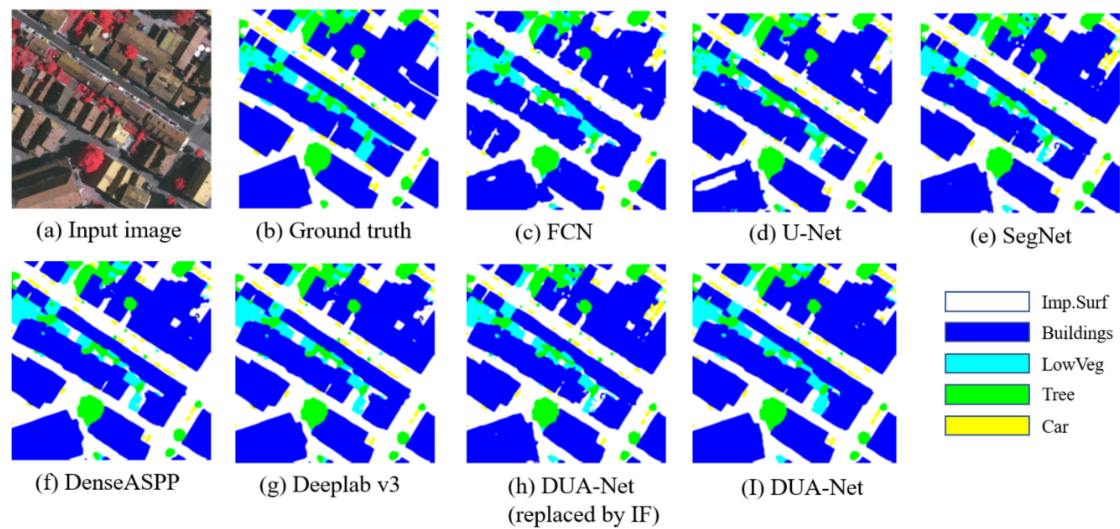 (a) Input image
(b) Ground truth
(c) FCN
(d) U-Net
(e) SegNet
(f) DenseASPP
(g) Deeplab v3
(h) DUA-Net
(replaced by IF)
(I) DUA-Net
Imp.Surf
Buildings
LowVeg
Tree
Car